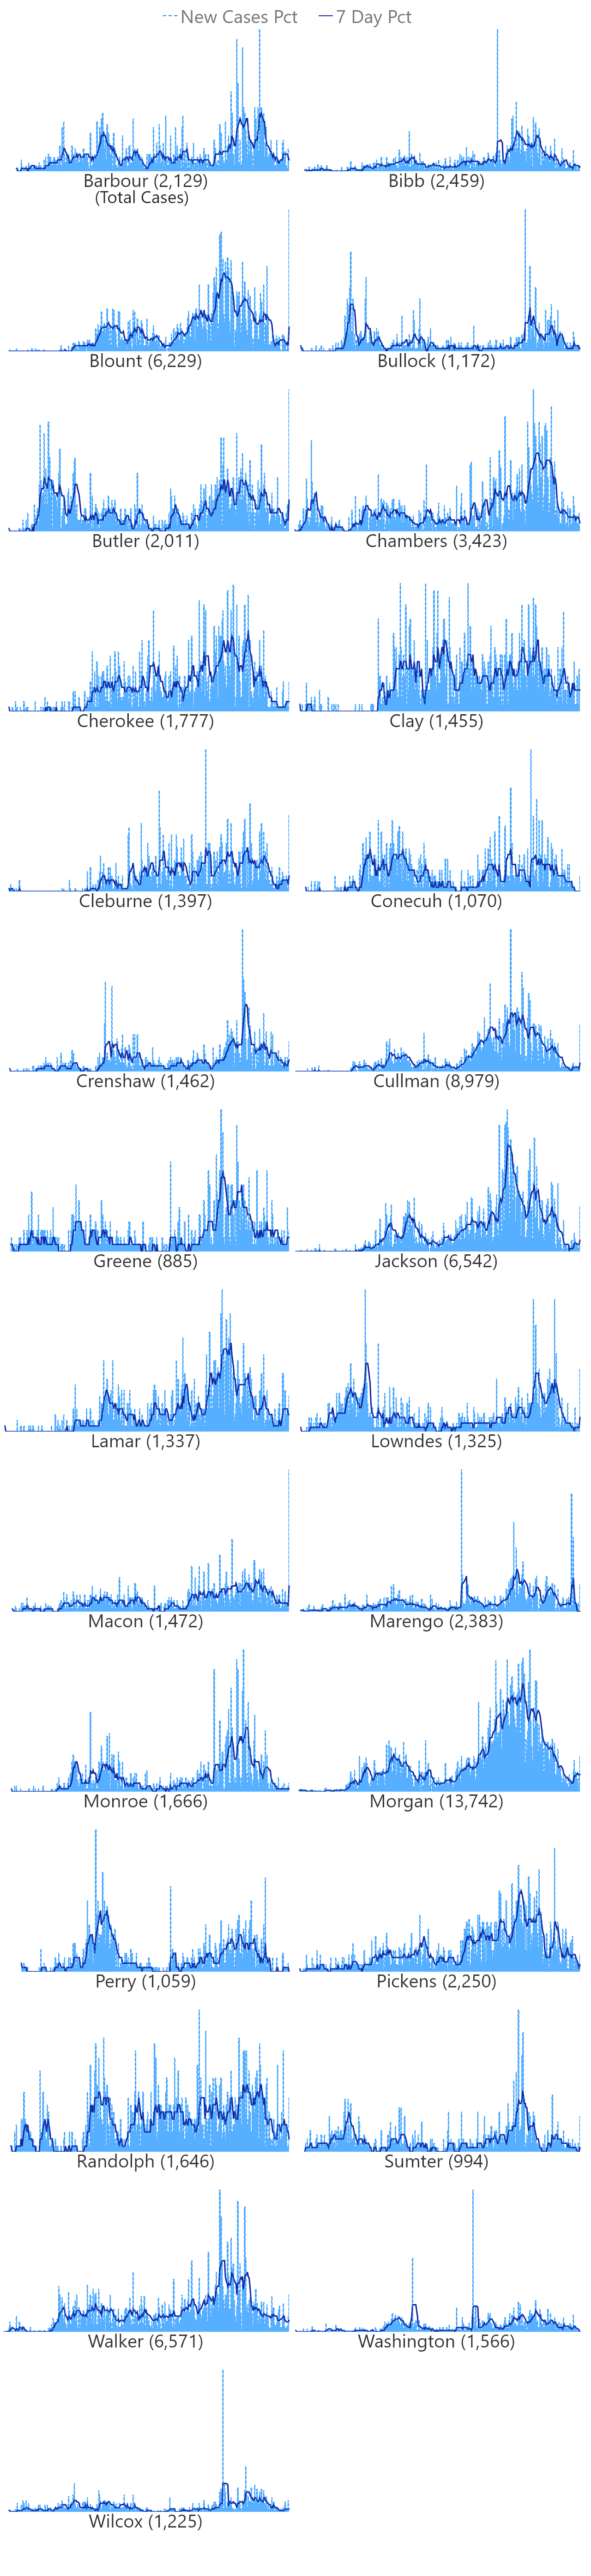 New Cases Pct 7 Day Pct
Barbour (2,129) Bibb (2,459)
(Total Cases)
Blount (6,229) Bullock (1,172)
Butler (2,011) Chambers (3,423)
Cherokee (1,777) Clay (1,455)
Cleburne (1,397) Conecuh (1,070)
Crenshaw (1,462) Cullman (8,979)
Greene (885) Jackson (6,542)
Lamar (1,337) Lowndes (1,325)
Macon (1,472) Marengo (2,383)
Monroe (1,666) Morgan (13,742)
Perry (1,059) Pickens (2,250)
Randolph (1,646) Sumter (994)
Walker (6,571) Washington (1,566)
Wilcox (1,225)